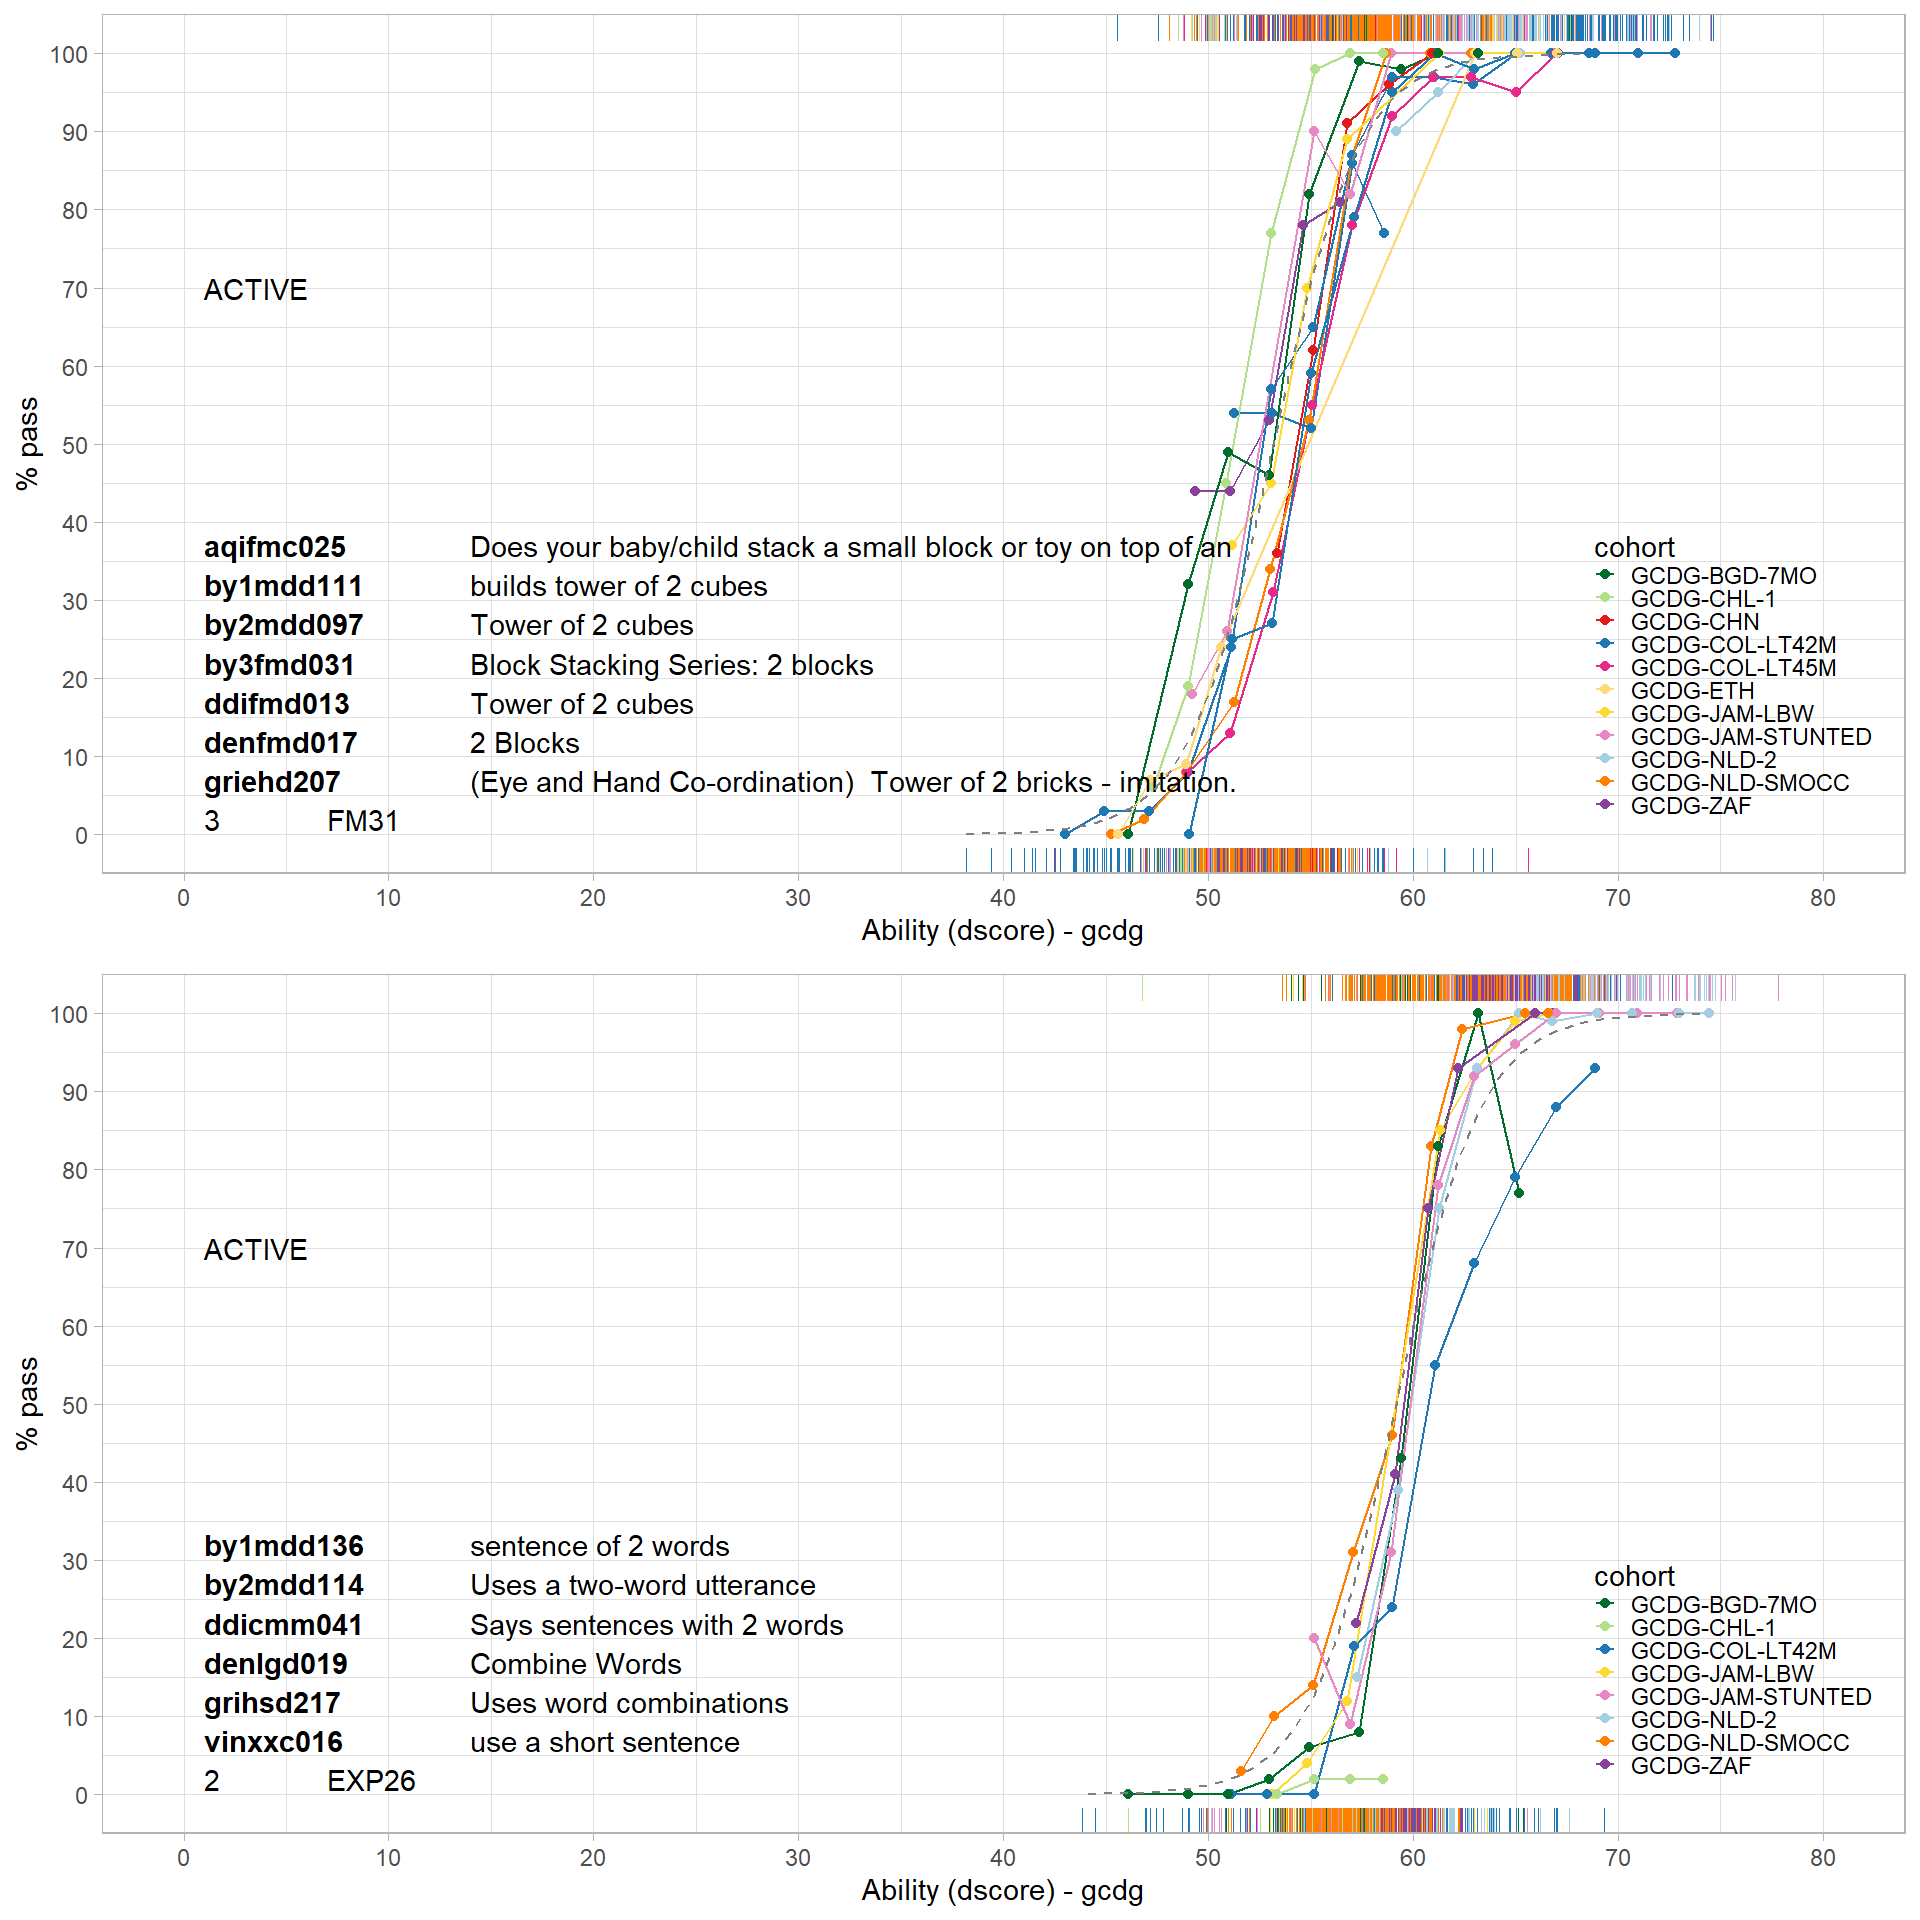 100
90
80
70
60
50
40
30
20
10
0
% pass
ACTIVE
aqifmc025 Does your baby/child stack a small block or toy on top of an
by1mdd111 builds tower of 2 cubes
by2mdd097 Tower of 2 cubes
by3fmd031 Block Stacking Series: 2 blocks
ddifmd013 Tower of 2 cubes
denfmd017 2 Blocks
griehd207 (Eye and Hand Co-ordination) Tower of 2 bricks - imitation.
3 FM31
cohort
GCDG-BGD-7MO
GCDG-CHL-1
GCDG-CHN
GCDG-COL-LT42M
GCDG-COL-LT45M
GCDG-ETH
GCDG-JAM-LBW
GCDG-JAM-STUNTED
GCDG-NLD-2
GCDG-NLD-SMOCC
GCDG-ZAF
0 10 20 30 40 50 60 70 80
Ability (dscore) - gcdg
100
90
80
70
60
50
40
30
20
10
0
% pass
ACTIVE
by1mdd136 sentence of 2 words
by2mdd114 Uses a two-word utterance
ddicmm041 Says sentences with 2 words
denlgd019 Combine Words
grihsd217 Uses word combinations
vinxxc016 use a short sentence
2 EXP26
cohort
GCDG-BGD-7MO
GCDG-CHL-1
GCDG-COL-LT42M
GCDG-JAM-LBW
GCDG-JAM-STUNTED
GCDG-NLD-2
GCDG-NLD-SMOCC
GCDG-ZAF
0 10 20 30 40 50 60 70 80
Ability (dscore) - gcdg